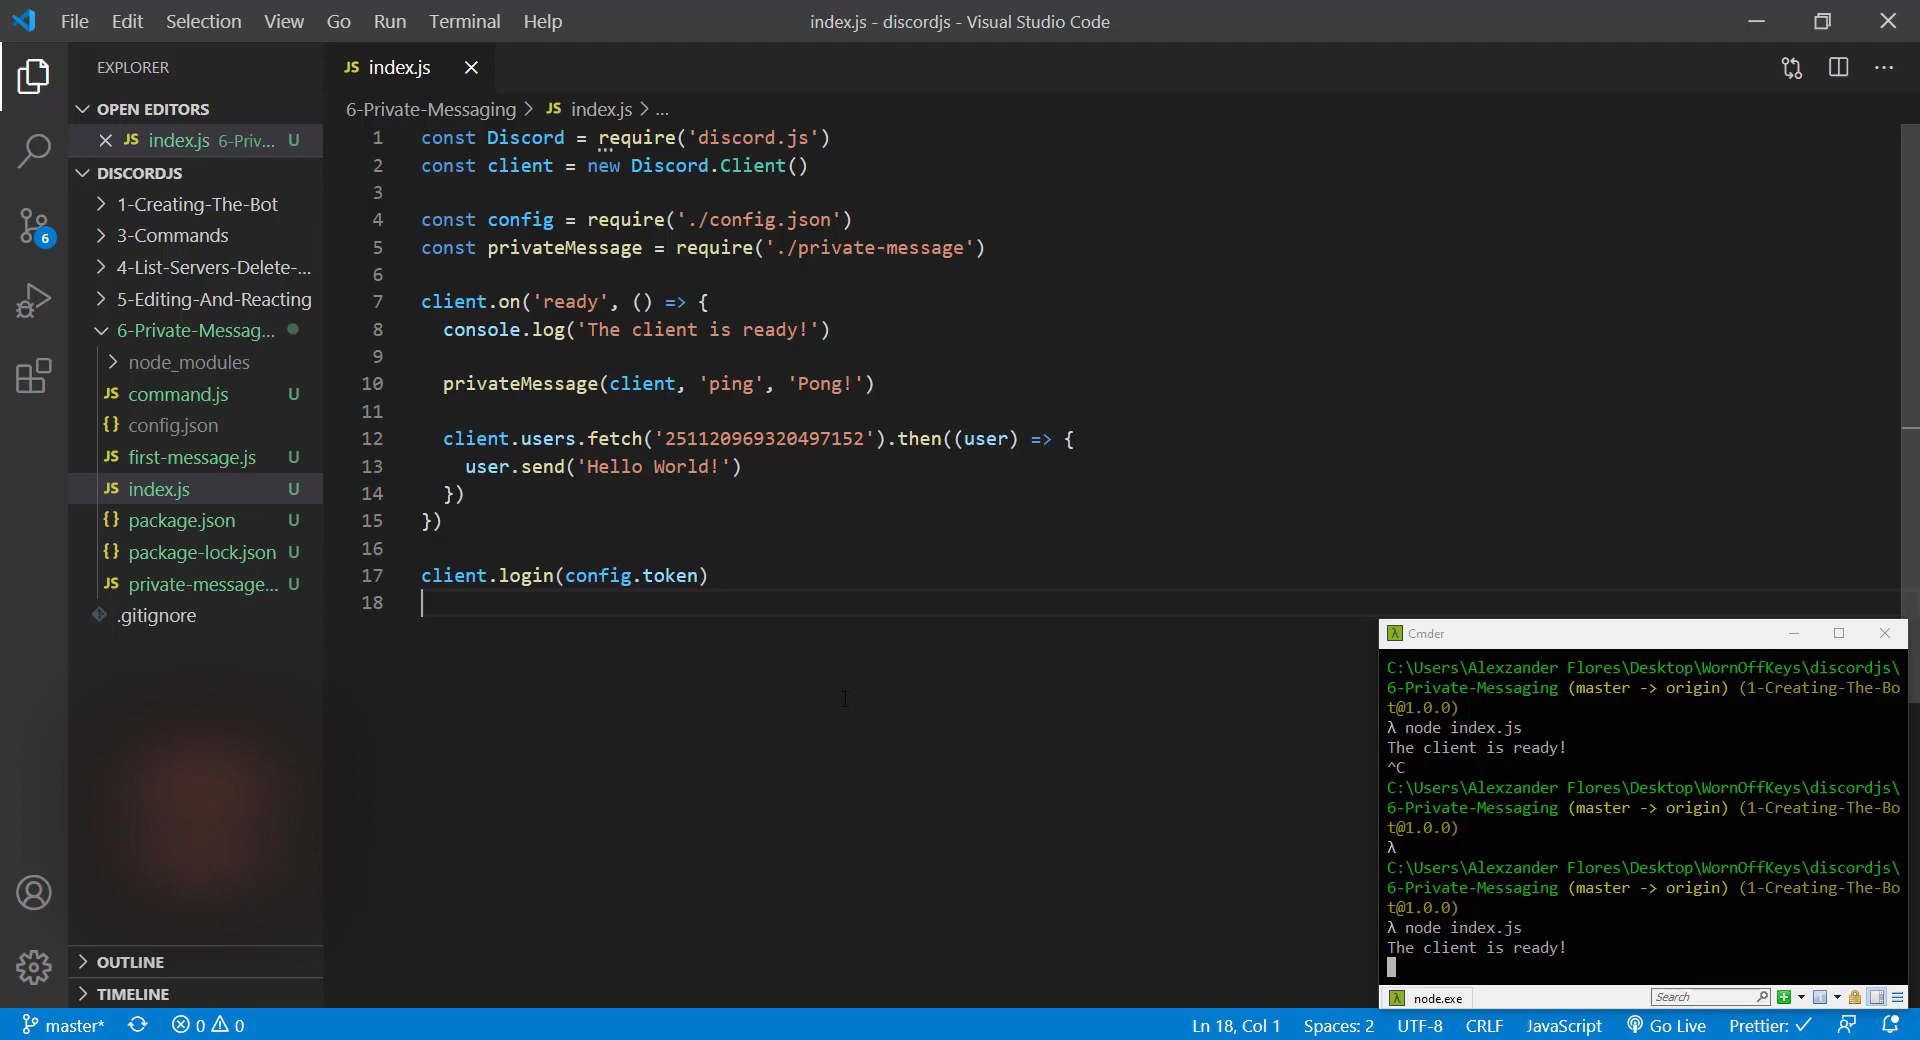 File Edit Selection View Go Run Terminal Help
index.js - discordjs - Visual Studio Code
EXPLORER
OPEN EDITORS
JS index.js 6-Priv... U
DISCORDJS
1-Creating-The-Bot
3-Commands
4-List-Servers-Delete-...
5-Editing-And-Reacting
6-Private-Messag...
node_modules
JS command.js U
{} config.json
JS first-message.js U
JS index.js U
{} package.json U
{} package-lock.json U
JS private-message... U
.gitignore
OUTLINE
TIMELINE
6
JS index.js
6-Private-Messaging > JS index.js > ...
1 const Discord = require('discord.js')
2 const client = new Discord.Client()
3
4 const config = require('./config.json')
5 const privateMessage = require('./private-message')
6
7 client.on('ready', () => {
8 console.log('The client is ready!')
9
10 privateMessage(client, 'ping', 'Pong!')
11
12 client.users.fetch('251120969320497152').then((user) => {
13 user.send('Hello World!')
14 })
15 })
16
17 client.login(config.token)
18
λ Cmder
C:\Users\Alexzander Flores\Desktop\WornOffKeys\discordjs\
6-Private-Messaging (master -> origin) (1-Creating-The-Bo
t@1.0.0)
λ node index.js
The client is ready!
^C
C:\Users\Alexzander Flores\Desktop\WornOffKeys\discordjs\
6-Private-Messaging (master -> origin) (1-Creating-The-Bo
t@1.0.0)
λ
C:\Users\Alexzander Flores\Desktop\WornOffKeys\discordjs\
6-Private-Messaging (master -> origin) (1-Creating-The-Bo
t@1.0.0)
λ node index.js
The client is ready!
λ node.exe
Search
master* 0 0
Ln 18, Col 1 Spaces: 2 UTF-8 CRLF JavaScript Go Live Prettier: ✓